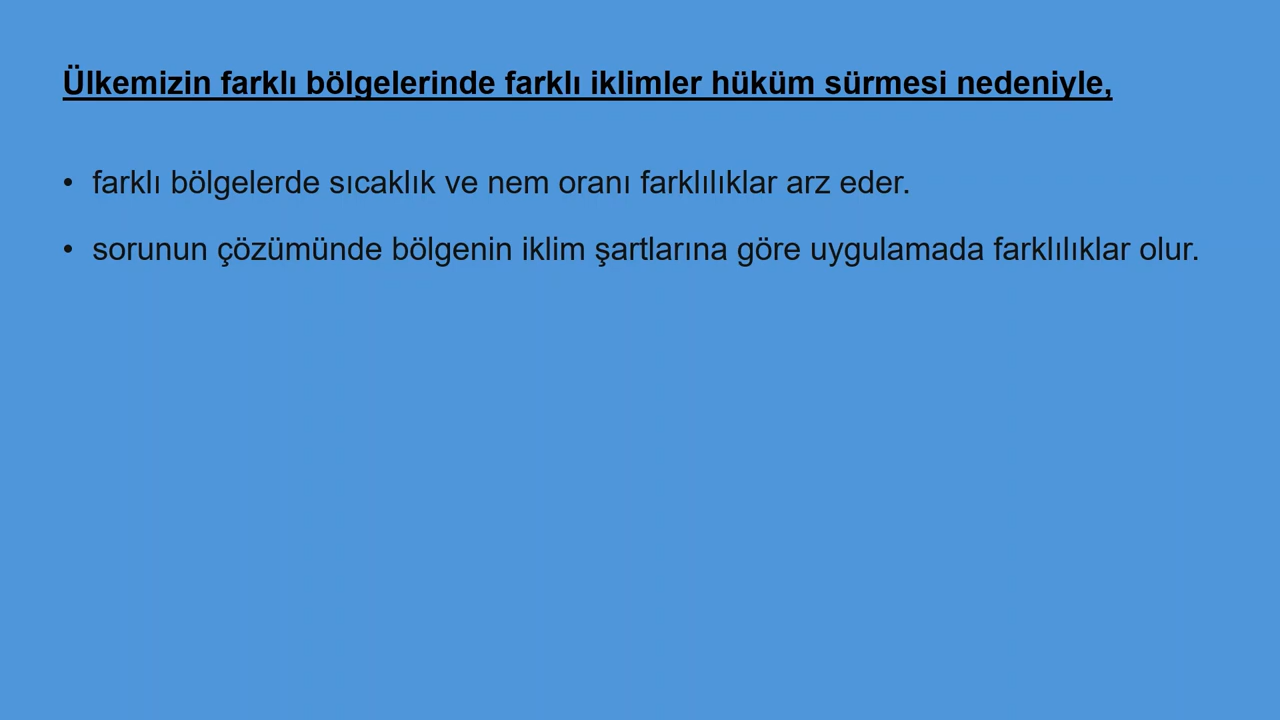 Ülkemizin farklı bölgelerinde farklı iklimler hüküm sürmesi nedeniyle,
• farklı bölgelerde sıcaklık ve nem oranı farklılıklar arz eder.
• sorunun çözümünde bölgenin iklim şartlarına göre uygulamada farklılıklar olur.